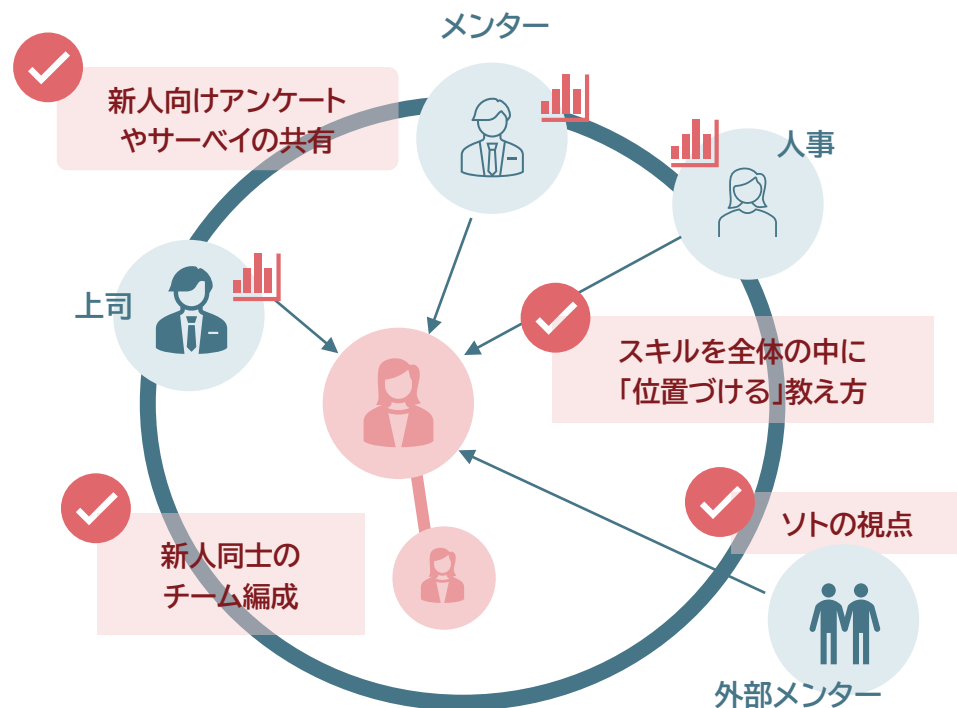 メンター
新人向けアンケート
やサーベイの共有
人事
上司
スキルを全体の中に
「位置づける」教え方
ソトの視点
新人同士の
チーム編成
外部メンター